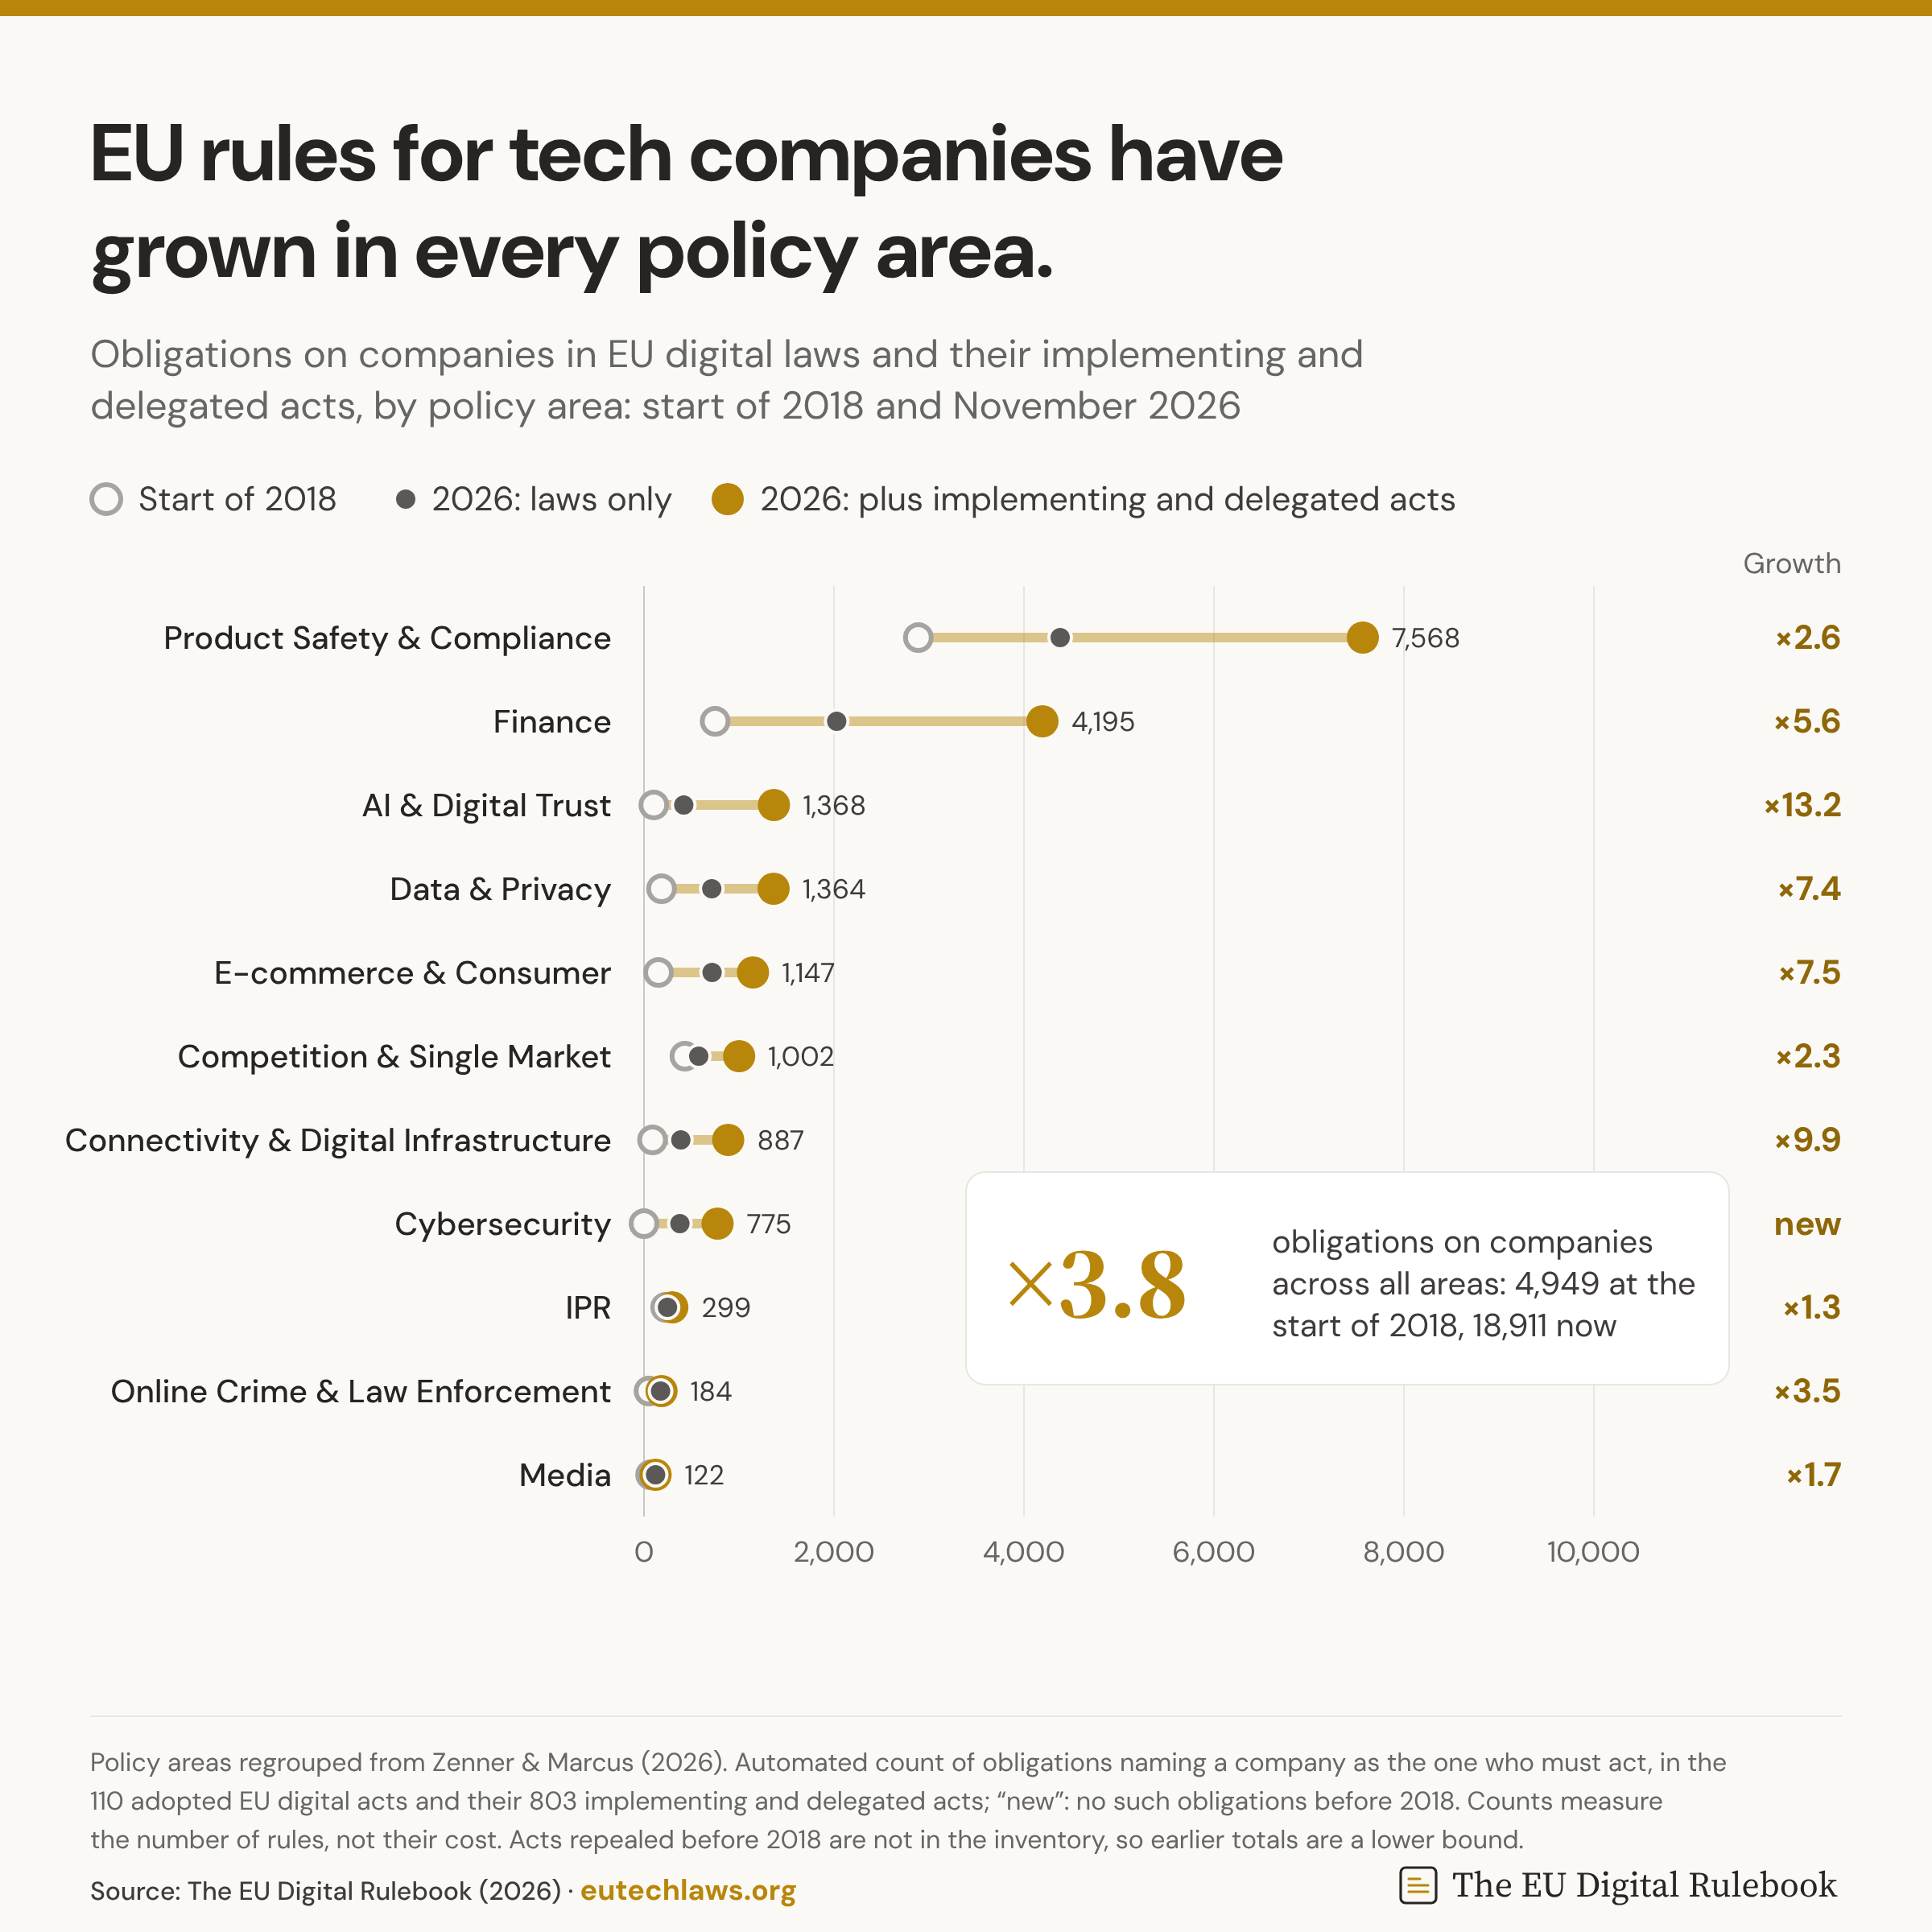 EU rules for tech companies have
grown in every policy area.
Obligations on companies in EU digital laws and their implementing and
delegated acts, by policy area: start of 2018 and November 2026
Start of 2018 2026: laws only 2026: plus implementing and delegated acts
Growth
Product Safety & Compliance 7,568 ×2.6
Finance 4,195 ×5.6
AI & Digital Trust 1,368 ×13.2
Data & Privacy 1,364 ×7.4
E-commerce & Consumer 1,147 ×7.5
Competition & Single Market 1,002 ×2.3
Connectivity & Digital Infrastructure 887 ×9.9
Cybersecurity 775 new
IPR 299 ×1.3
Online Crime & Law Enforcement 184 ×3.5
Media 122 ×1.7
×3.8
obligations on companies
across all areas: 4,949 at the
start of 2018, 18,911 now
0 2,000 4,000 6,000 8,000 10,000
Policy areas regrouped from Zenner & Marcus (2026). Automated count of obligations naming a company as the one who must act, in the
110 adopted EU digital acts and their 803 implementing and delegated acts; “new”: no such obligations before 2018. Counts measure
the number of rules, not their cost. Acts repealed before 2018 are not in the inventory, so earlier totals are a lower bound.
Source: The EU Digital Rulebook (2026) · eutechlaws.org
The EU Digital Rulebook